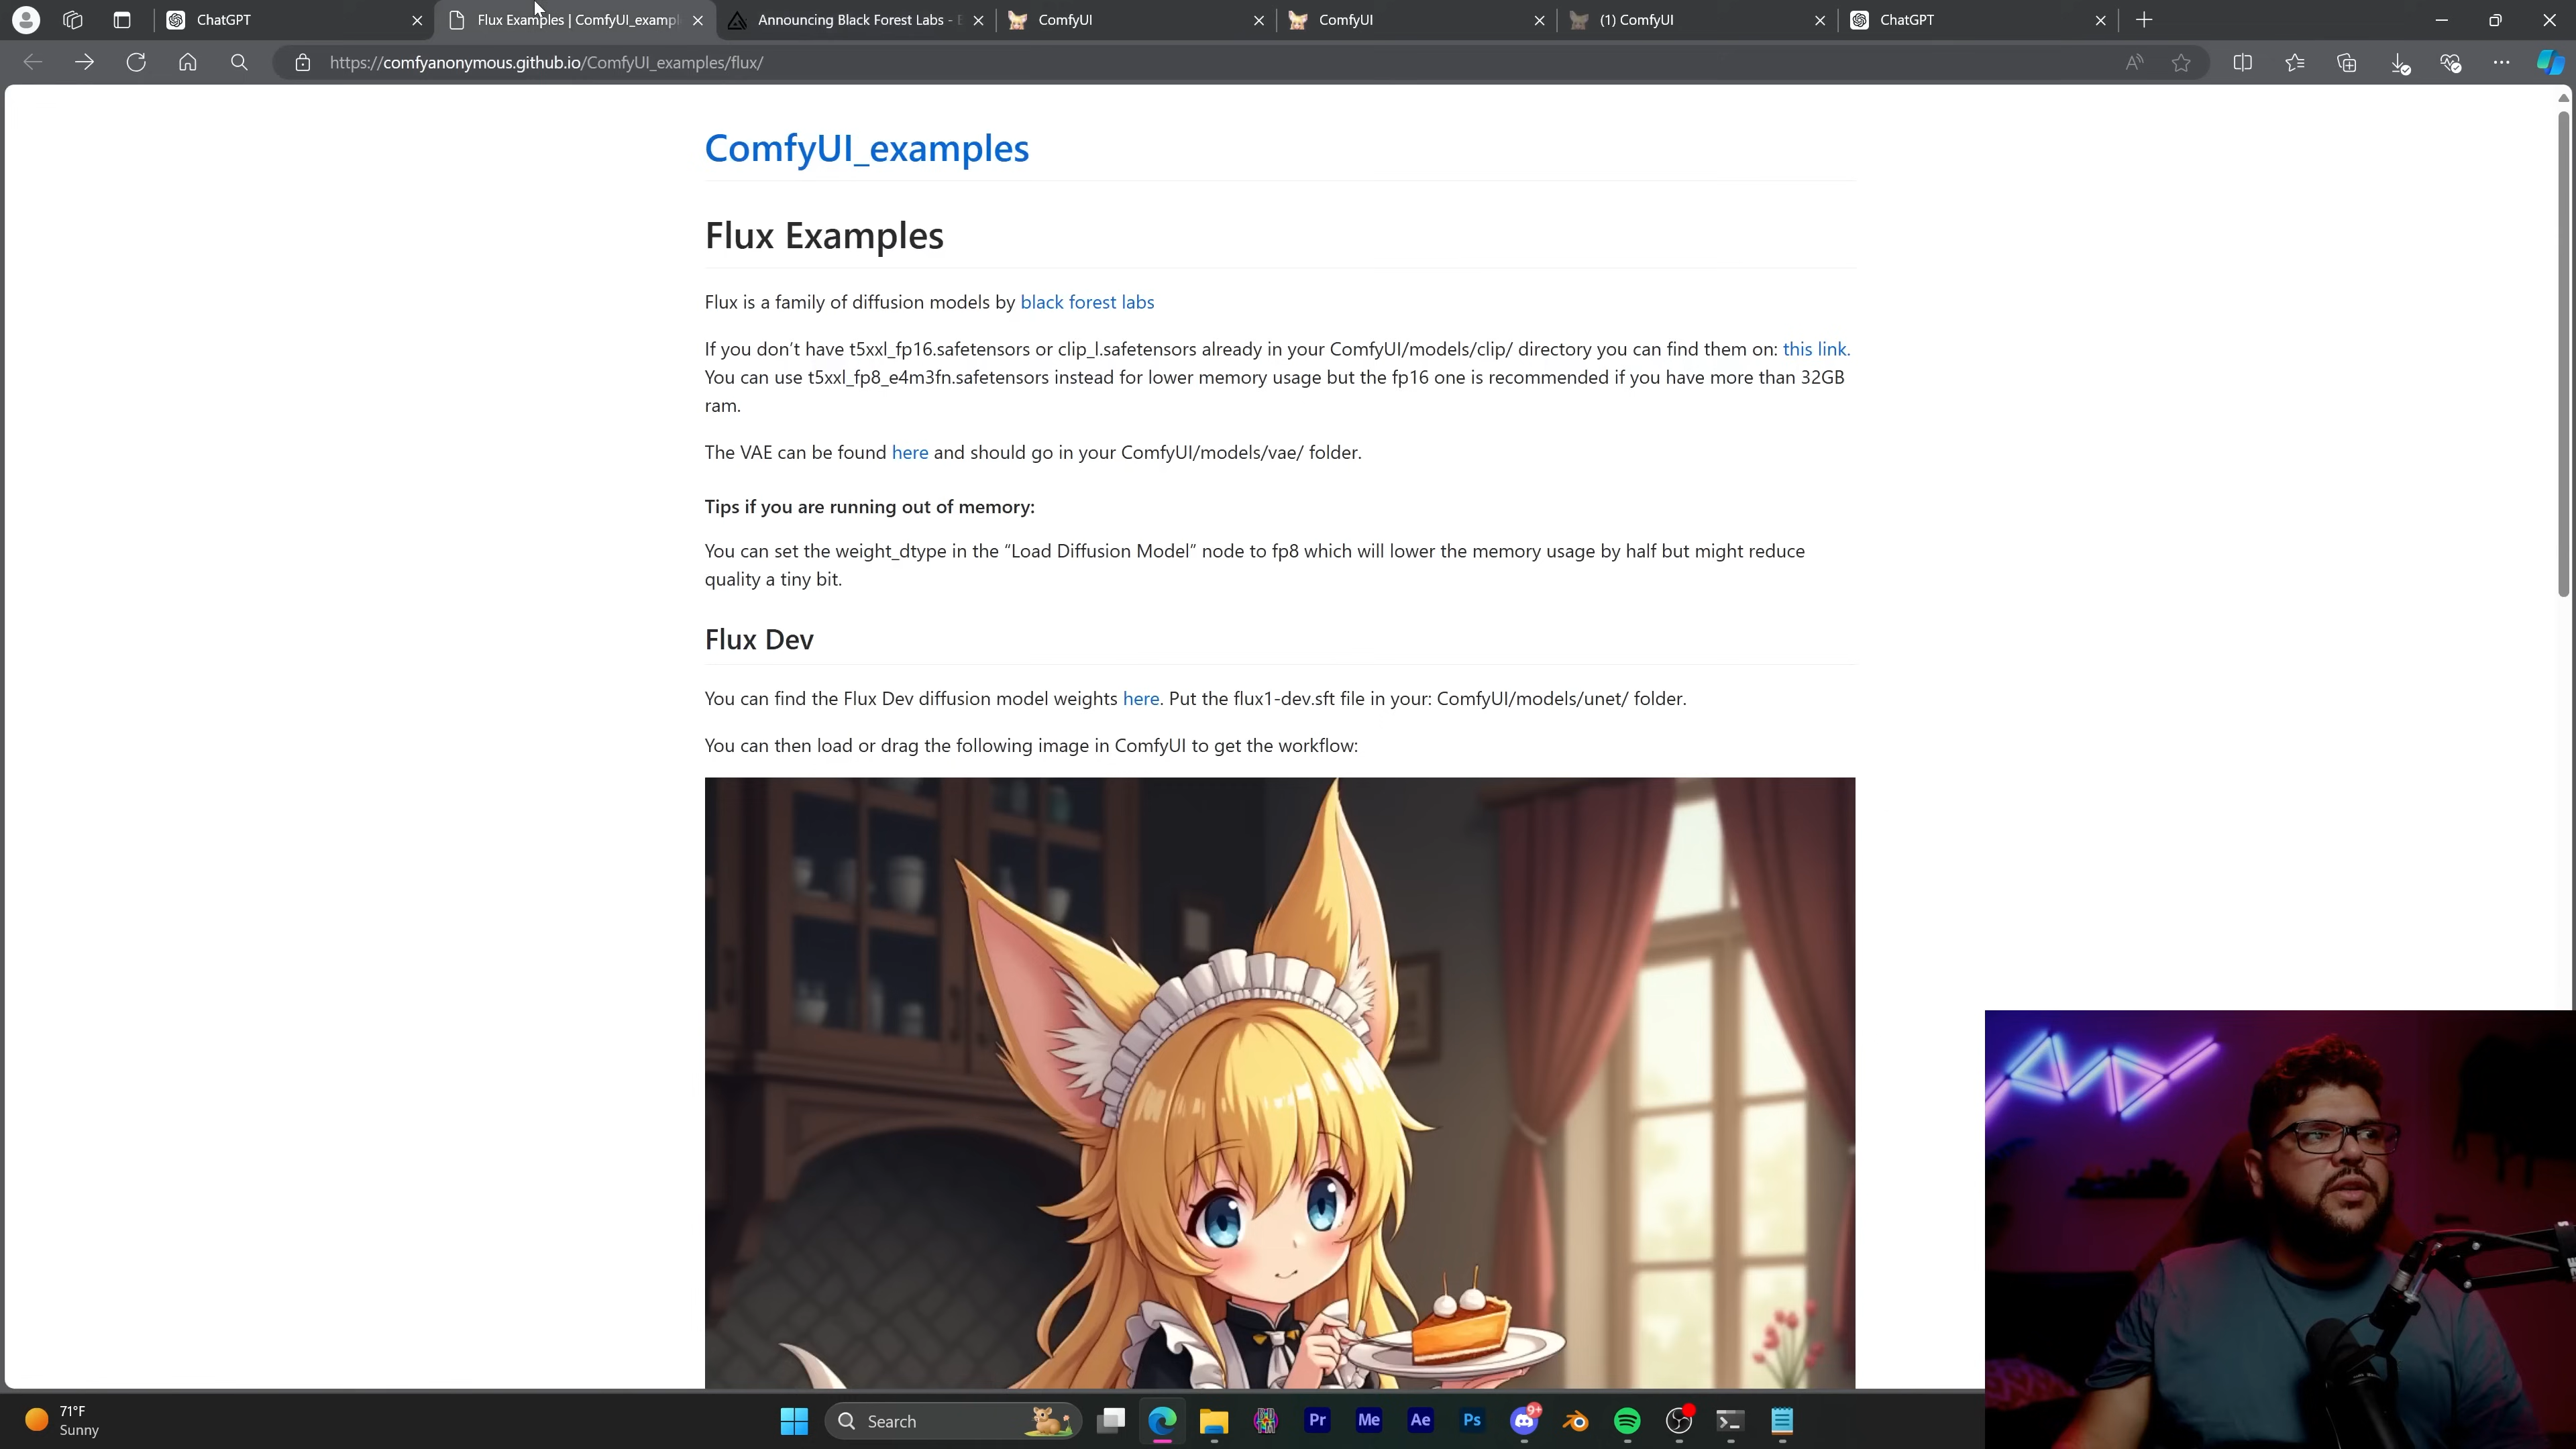 ChatGPT
Flux Examples | ComfyUI_exampl
Announcing Black Forest Labs -
ComfyUI
ComfyUI
(1) ComfyUI
ChatGPT
https://comfyanonymous.github.io/ComfyUI_examples/flux/
ComfyUI_examples
Flux Examples
Flux is a family of diffusion models by black forest labs
If you don't have t5xxl_fp16.safetensors or clip_l.safetensors already in your ComfyUI/models/clip/ directory you can find them on: this link.
You can use t5xxl_fp8_e4m3fn.safetensors instead for lower memory usage but the fp16 one is recommended if you have more than 32GB
ram.
The VAE can be found here and should go in your ComfyUI/models/vae/ folder.
Tips if you are running out of memory:
You can set the weight_dtype in the “Load Diffusion Model” node to fp8 which will lower the memory usage by half but might reduce
quality a tiny bit.
Flux Dev
You can find the Flux Dev diffusion model weights here. Put the flux1-dev.sft file in your: ComfyUI/models/unet/ folder.
You can then load or drag the following image in ComfyUI to get the workflow:
71°F
Sunny
Search
Pr
Me
Ae
Ps
9+